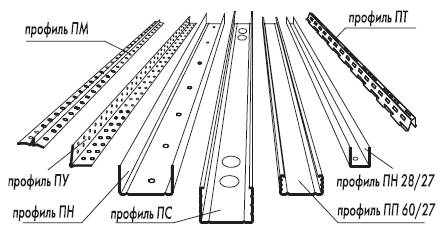 профиль ПМ
профиль ПТ
профиль ПУ
профиль ПН
профиль ПС
профиль ПН 28/27
профиль ПП 60/27